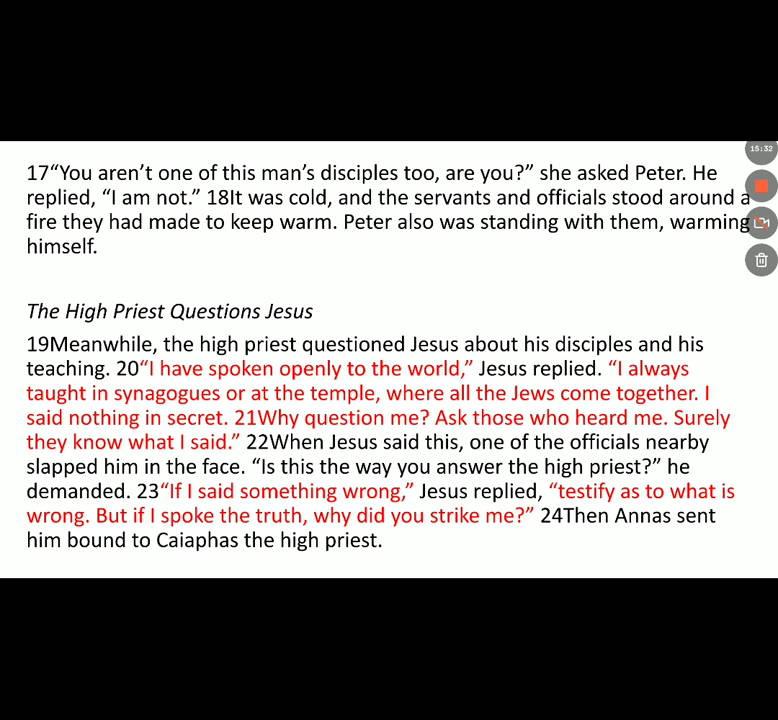 15:32
17“You aren’t one of this man’s disciples too, are you?” she asked Peter. He
replied, “I am not.” 18It was cold, and the servants and officials stood around a
fire they had made to keep warm. Peter also was standing with them, warming
himself.
The High Priest Questions Jesus
19Meanwhile, the high priest questioned Jesus about his disciples and his
teaching. 20“I have spoken openly to the world,” Jesus replied. “I always
taught in synagogues or at the temple, where all the Jews come together. I
said nothing in secret. 21Why question me? Ask those who heard me. Surely
they know what I said.” 22When Jesus said this, one of the officials nearby
slapped him in the face. “Is this the way you answer the high priest?” he
demanded. 23“If I said something wrong,” Jesus replied, “testify as to what is
wrong. But if I spoke the truth, why did you strike me?” 24Then Annas sent
him bound to Caiaphas the high priest.